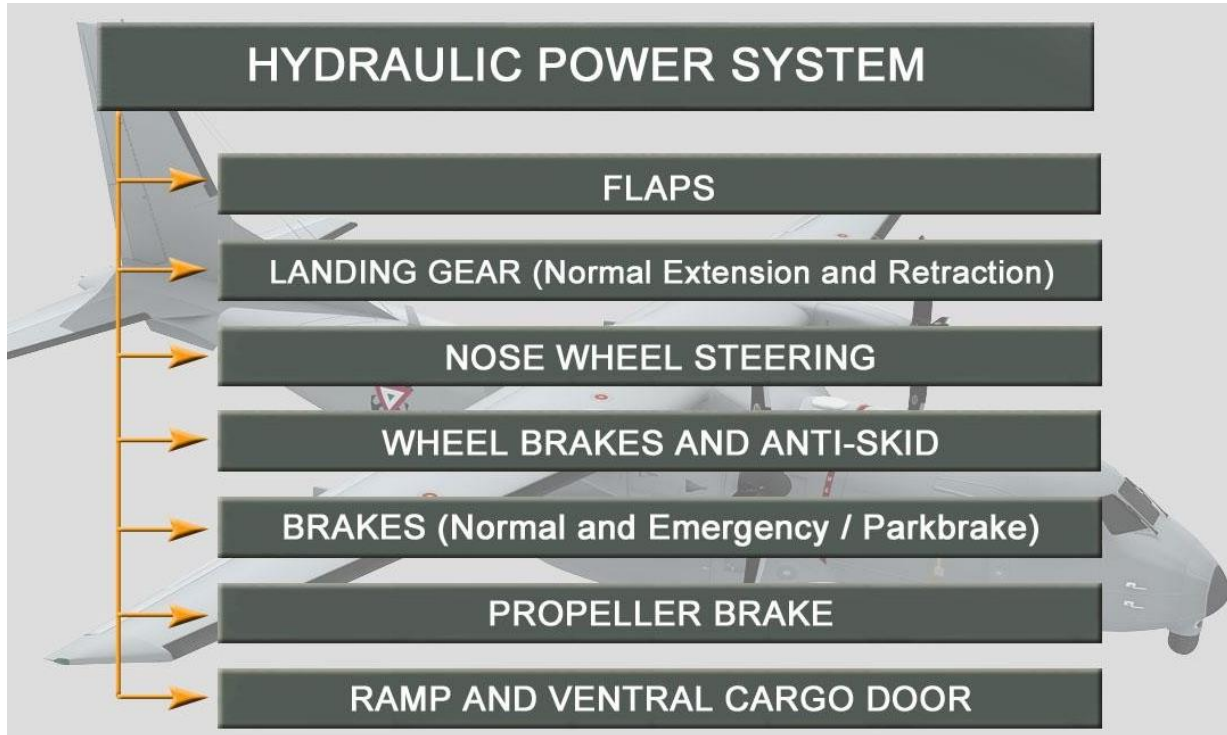 HYDRAULIC POWER SYSTEM
FLAPS
LANDING GEAR (Normal Extension and Retraction)
NOSE WHEEL STEERING
WHEEL BRAKES AND ANTI-SKID
BRAKES (Normal and Emergency / Parkbrake)
PROPELLER BRAKE
RAMP AND VENTRAL CARGO DOOR